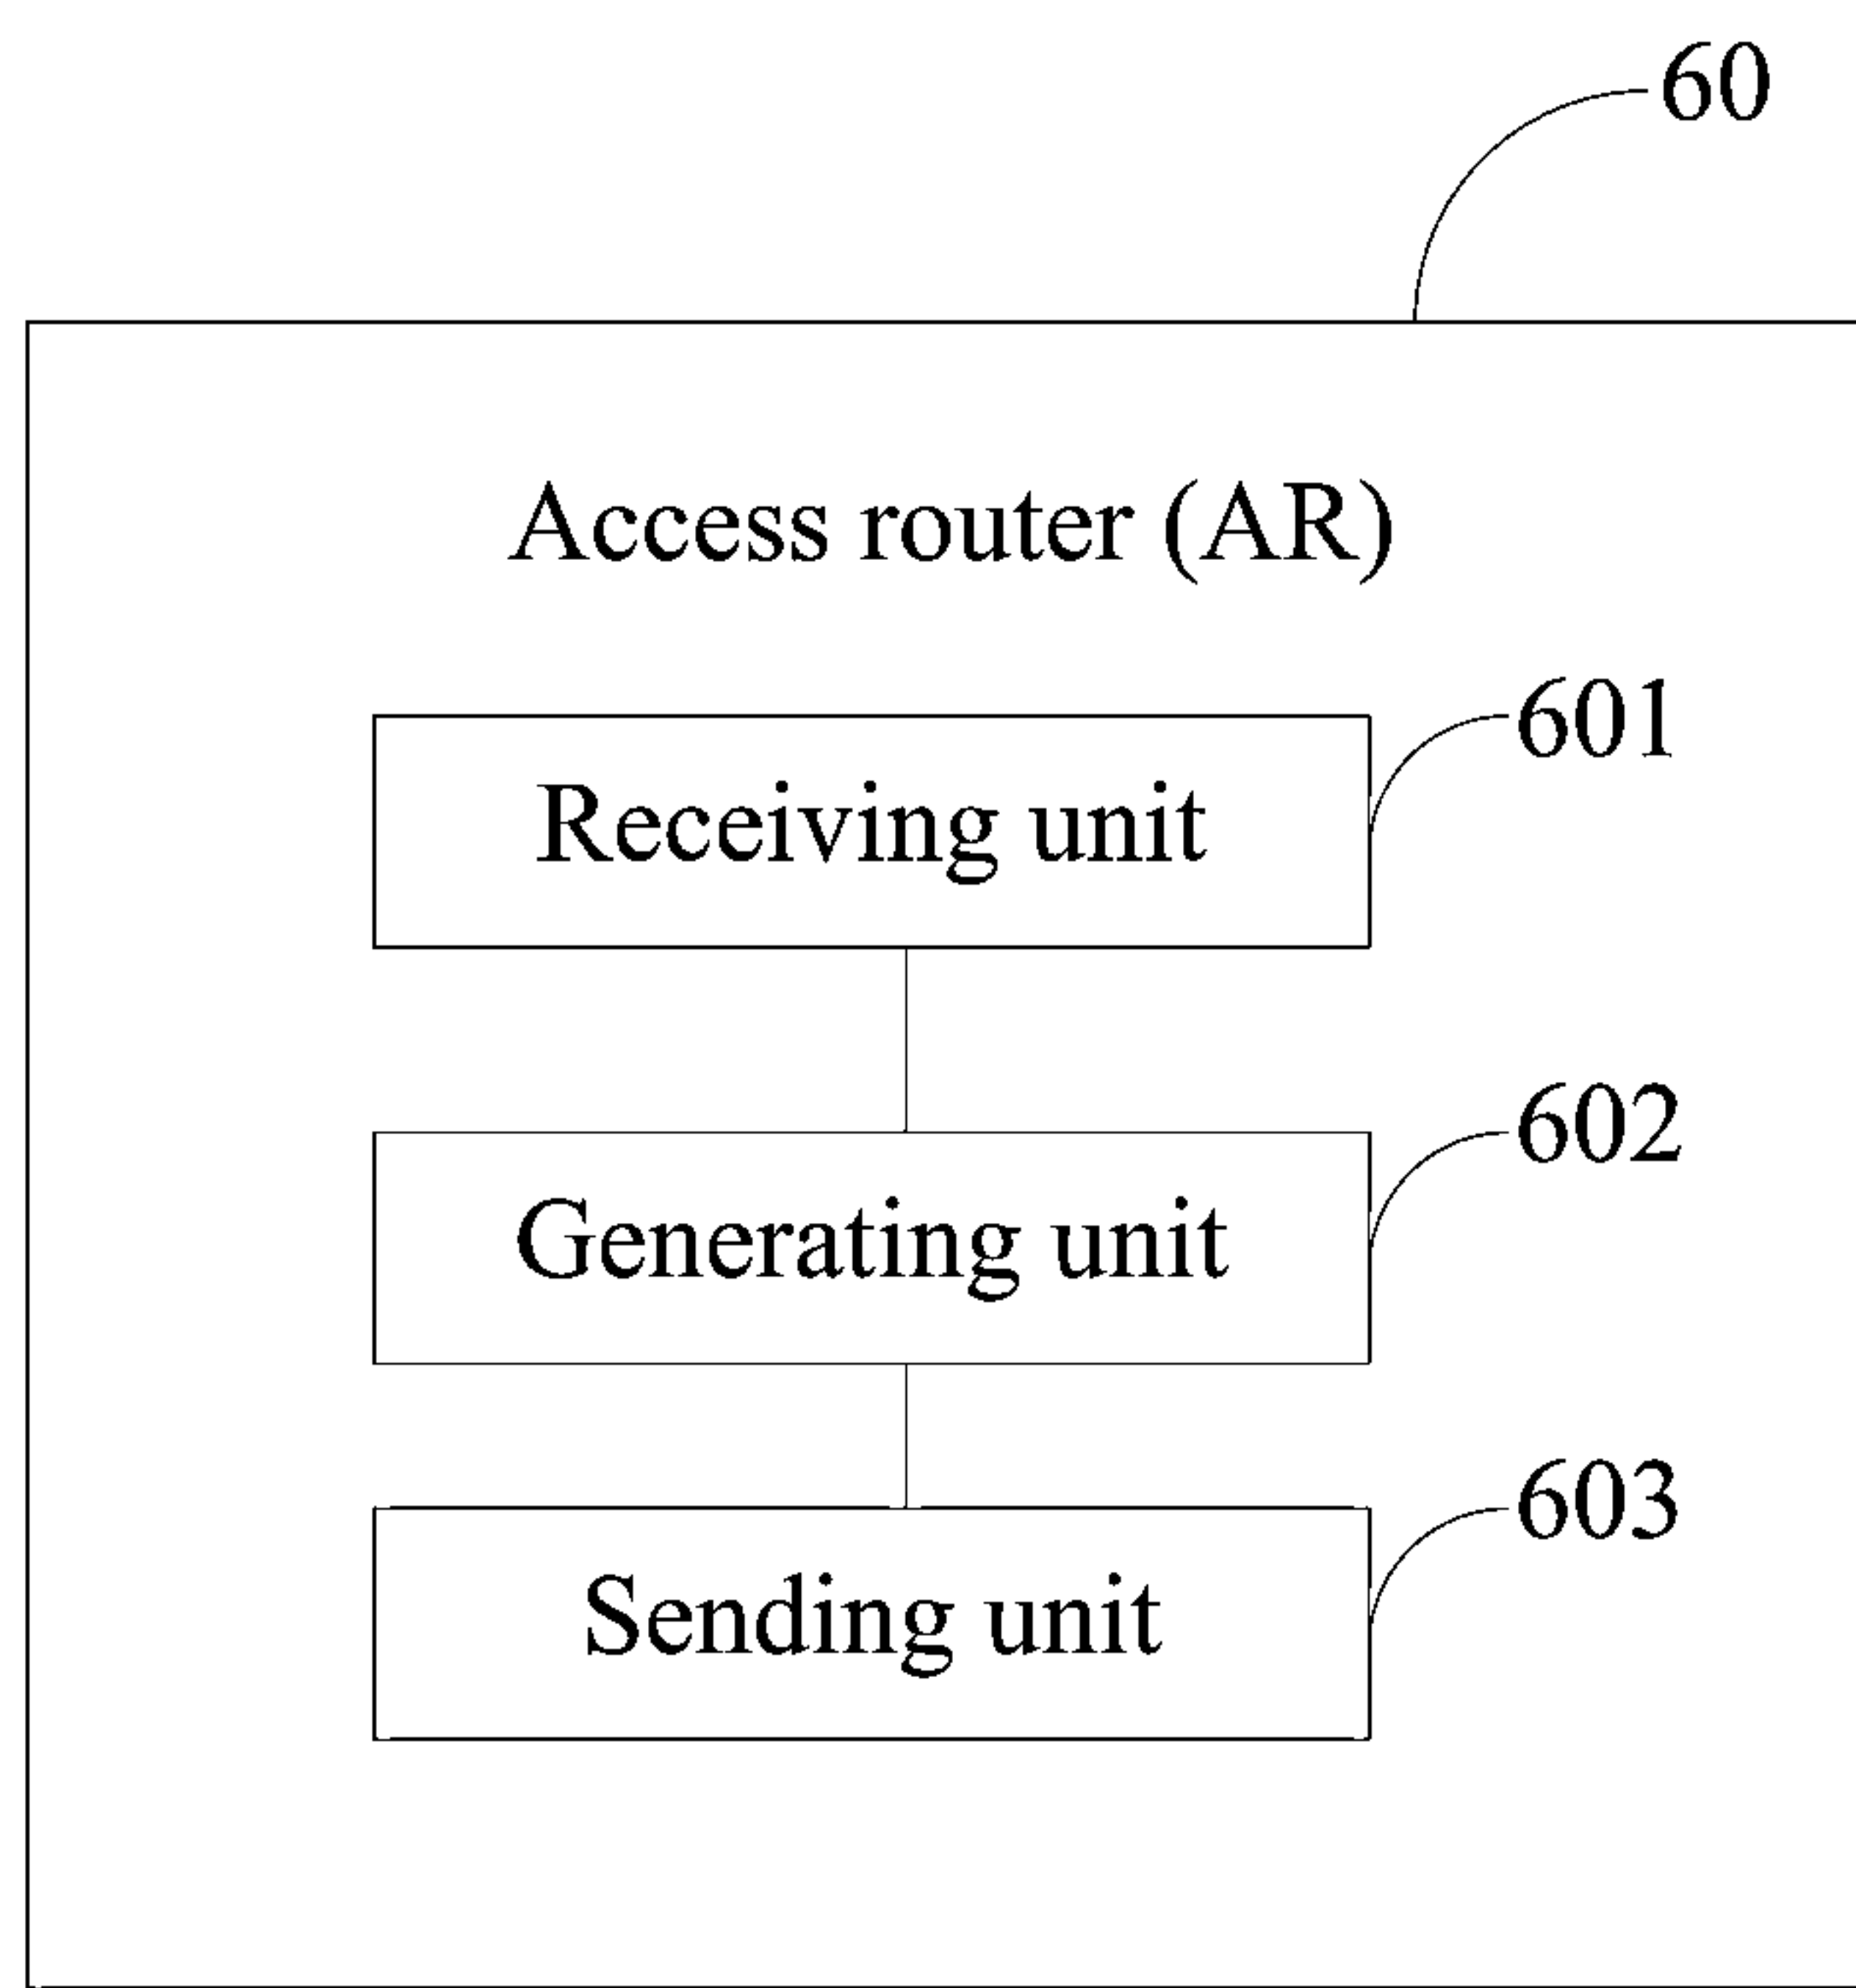 60
Access router (AR)
601
Receiving unit
602
Generating unit
603
Sending unit